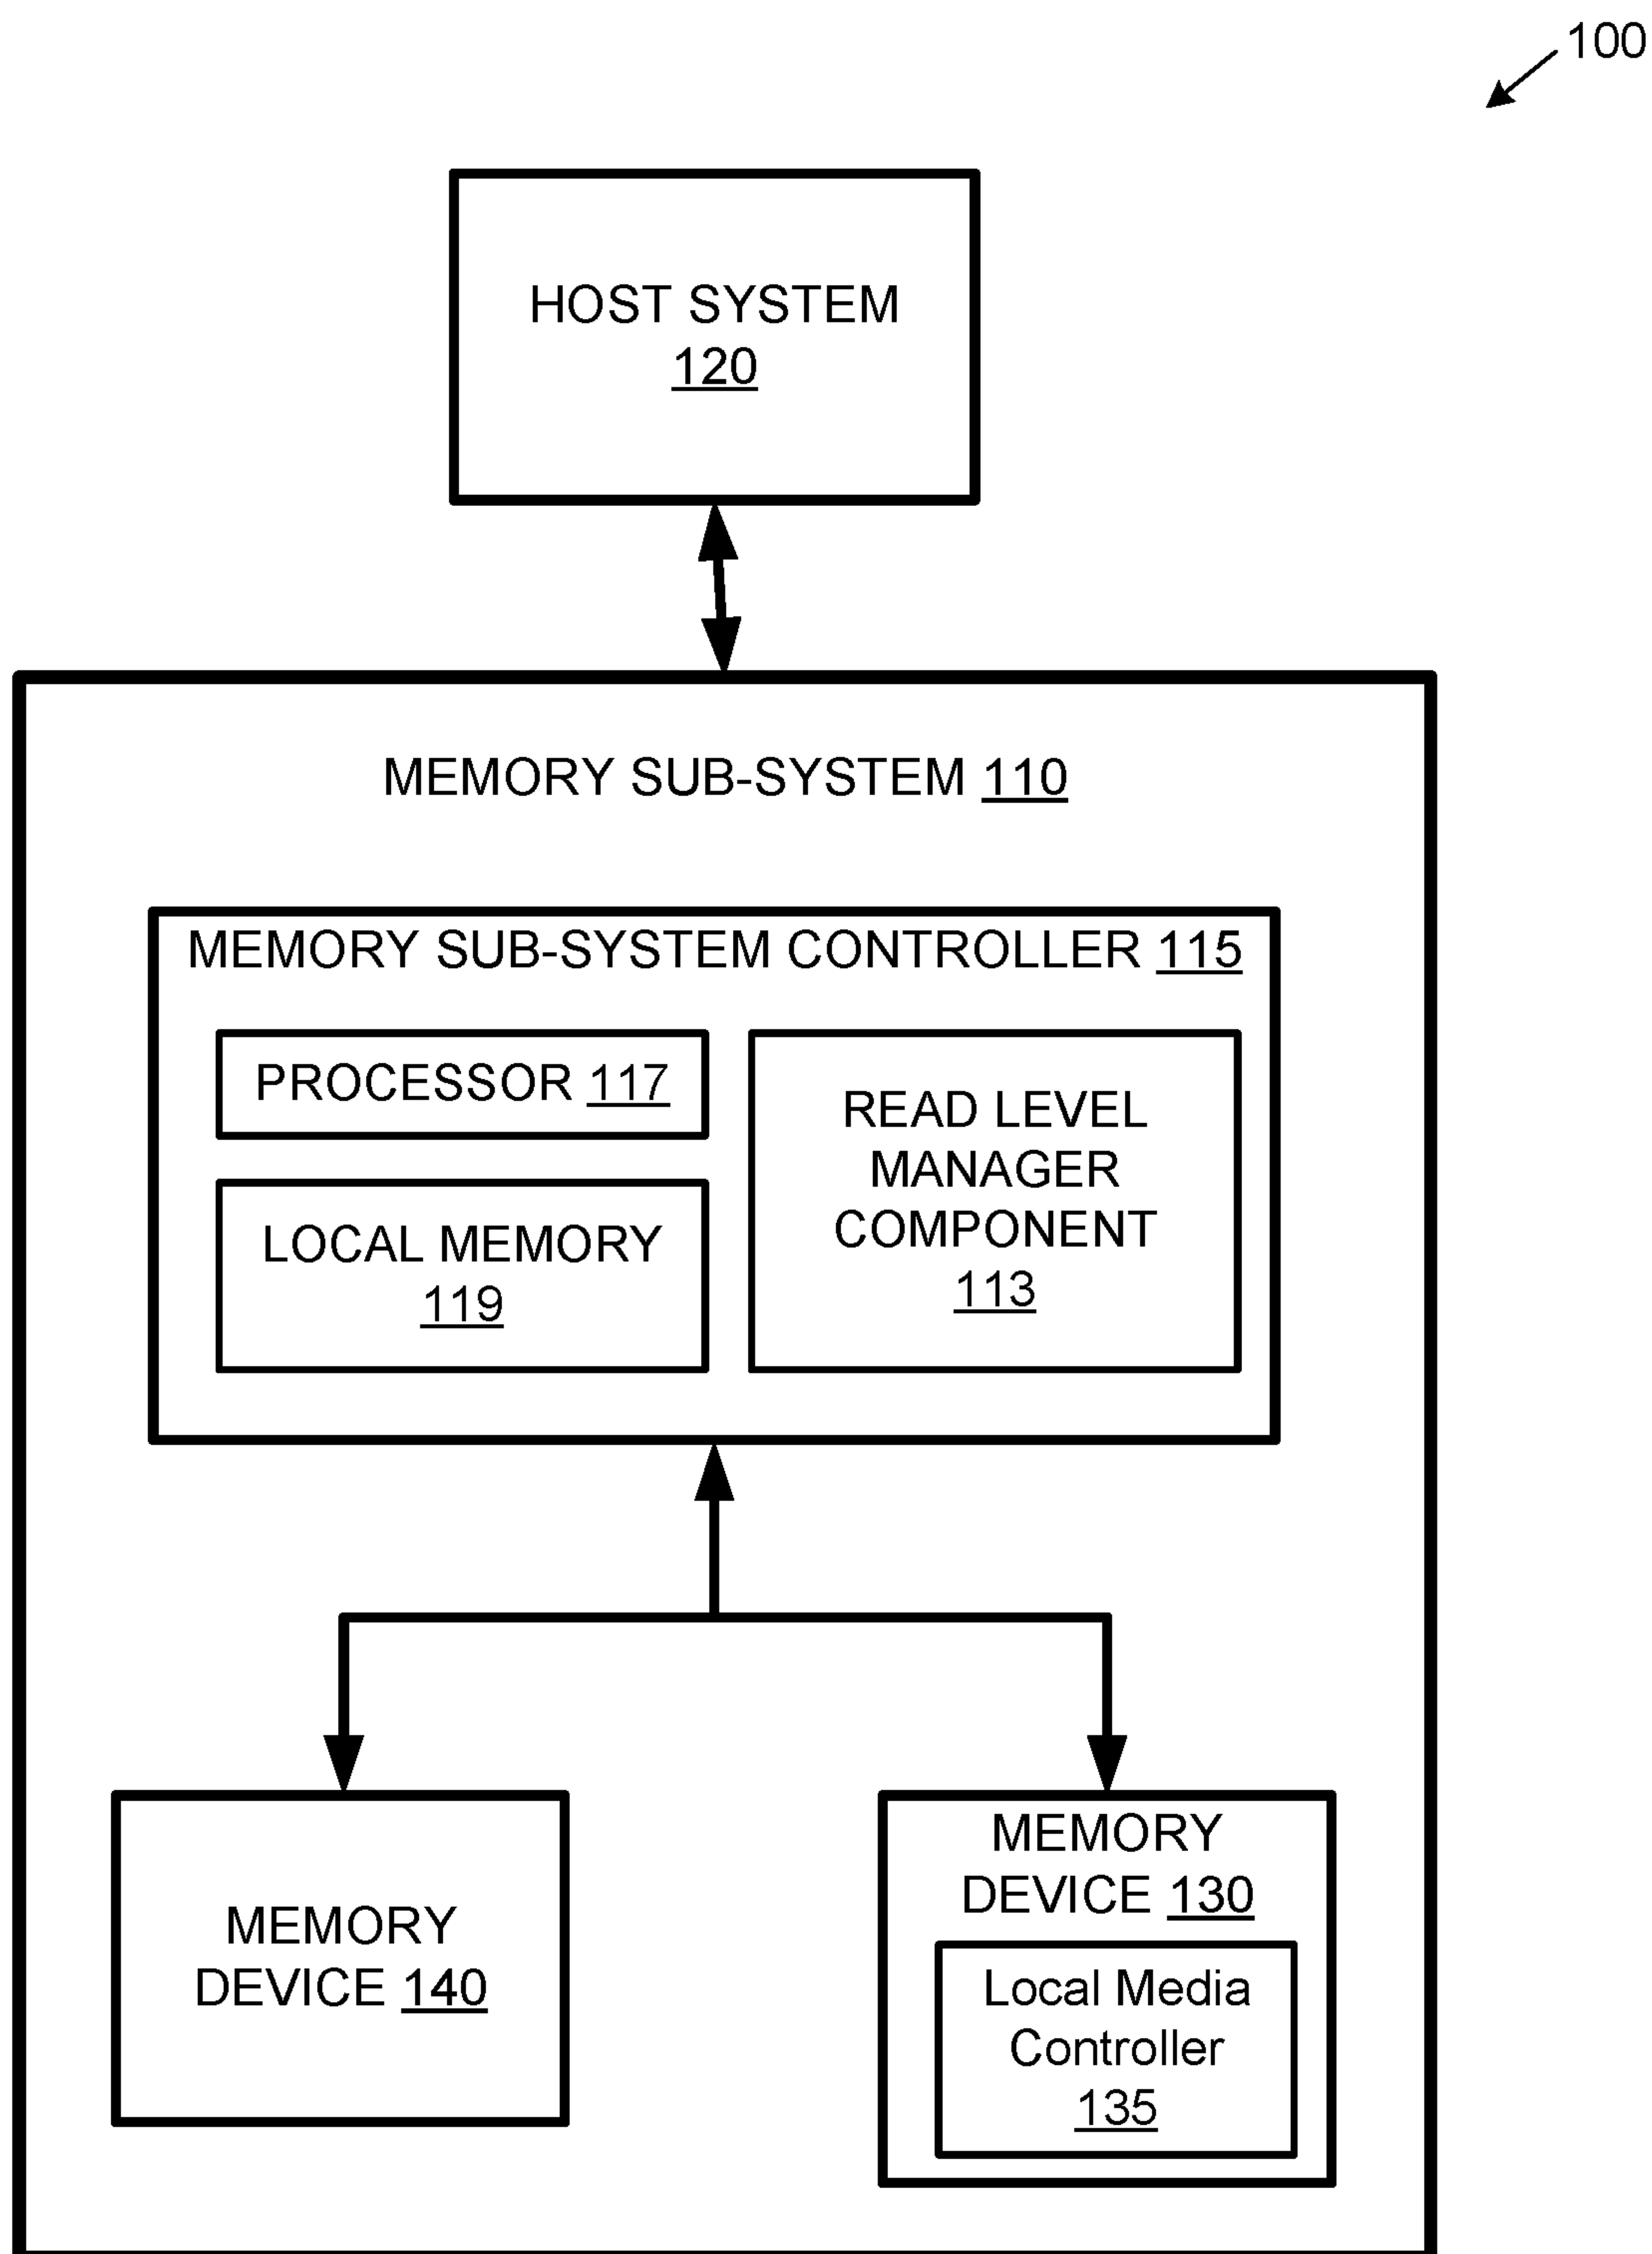 100
HOST SYSTEM
120
MEMORY SUB-SYSTEM 110
MEMORY SUB-SYSTEM CONTROLLER 115
PROCESSOR 117
LOCAL MEMORY
119
READ LEVEL
MANAGER
COMPONENT
113
MEMORY
DEVICE 140
MEMORY
DEVICE 130
Local Media
Controller
135